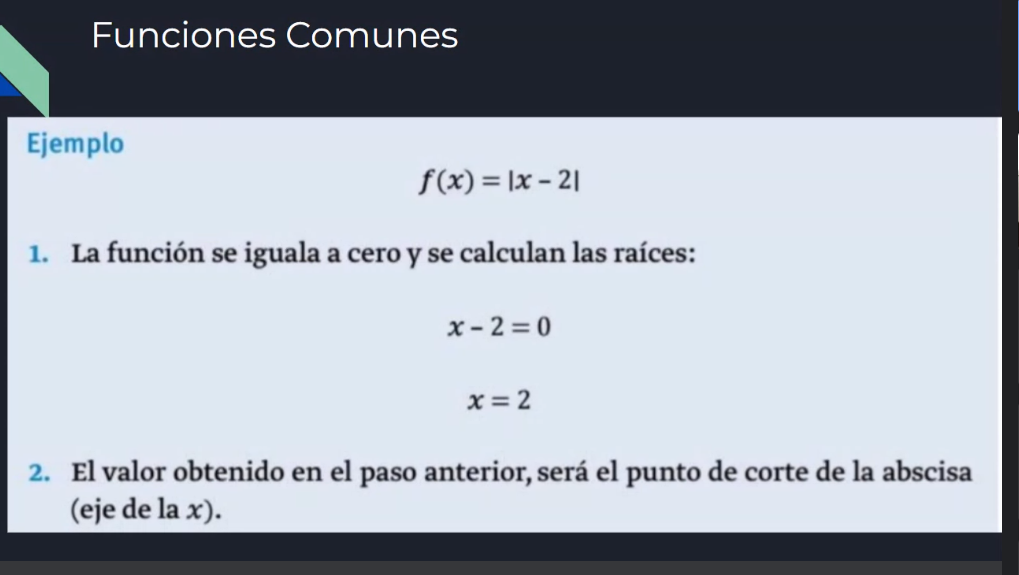 Funciones Comunes
Ejemplo
f(x) = |x – 2|
1. La función se iguala a cero y se calculan las raíces:
x – 2 = 0
x = 2
2. El valor obtenido en el paso anterior, será el punto de corte de la abscisa
(eje de la x).